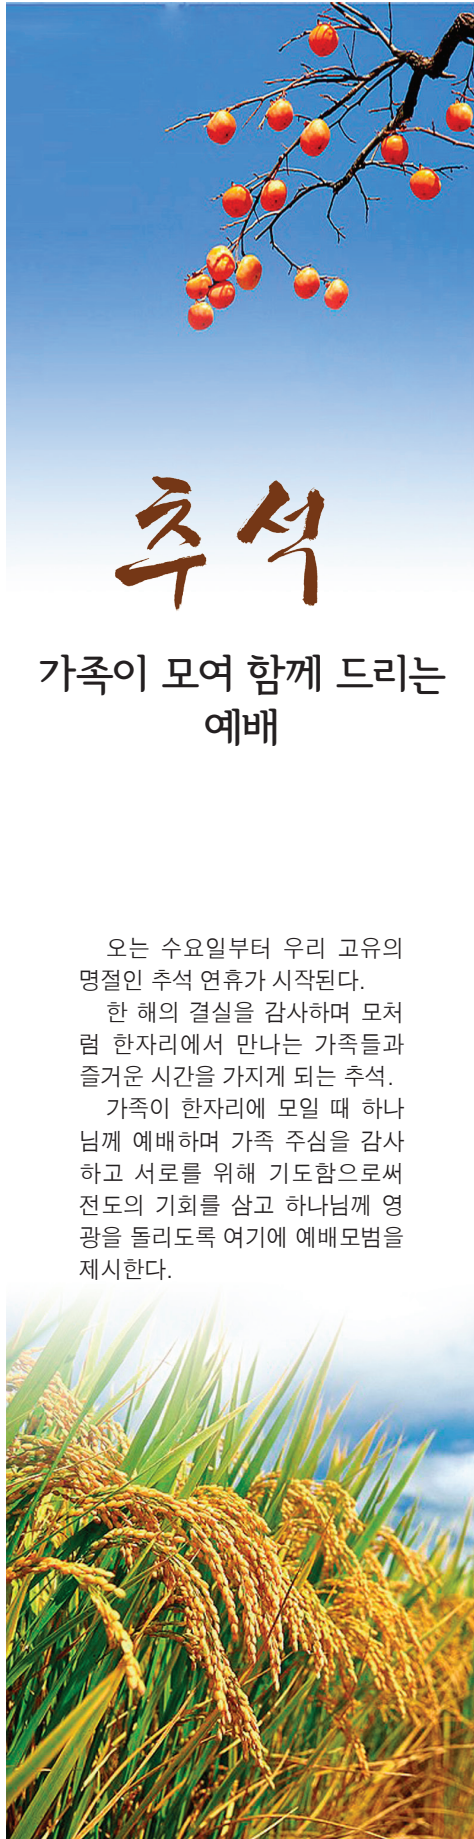 추석
가족이 모여 함께 드리는
예배
오는 수요일부터 우리 고유의
명절인 추석 연휴가 시작된다.
한 해의 결실을 감사하며 모처
럼 한자리에서 만나는 가족들과
즐거운 시간을 가지게 되는 추석.
가족이 한자리에 모일 때 하나
님께 예배하며 가족 주심을 감사
하고 서로를 위해 기도함으로써
전도의 기회를 삼고 하나님께 영
광을 돌리도록 여기에 예배모범을
제시한다.